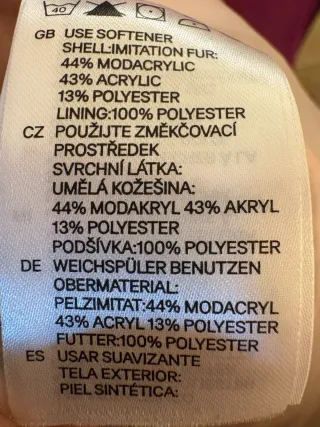 40
GB USE SOFTENER
SHELL:IMITATION FUR:
44% MODACRYLIC
43% ACRYLIC
13% POLYESTER
LINING:100% POLYESTER
CZ POUŽIJTE ZMĚKČOVACÍ
PROSTŘEDEK
SVRCHNÍ LÁTKA:
UMĚLÁ KOŽEŠINA:
44% MODAKRYL 43% AKRYL
13% POLYESTER
PODŠÍVKA:100% POLYESTER
DE WEICHSPÜLER BENUTZEN
OBERMATERIAL:
PELZIMITAT:44% MODACRYL
43% ACRYL 13% POLYESTER
FUTTER:100% POLYESTER
ES USAR SUAVIZANTE
TELA EXTERIOR:
PIEL SINTÉTICA: